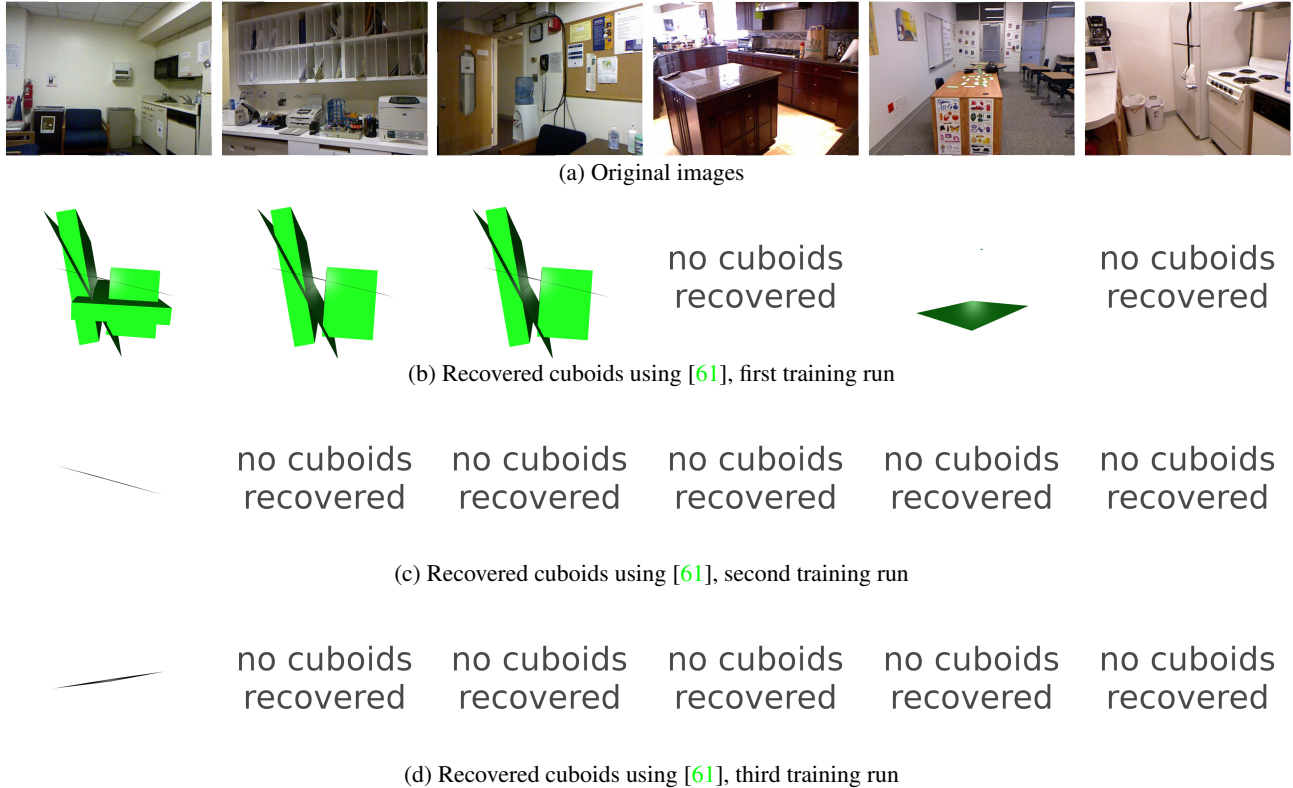 (a) Original images
no cuboids
recovered
no cuboids
recovered
(b) Recovered cuboids using [61], first training run
no cuboids
recovered
no cuboids
recovered
no cuboids
recovered
no cuboids
recovered
no cuboids
recovered
(c) Recovered cuboids using [61], second training run
no cuboids
recovered
no cuboids
recovered
no cuboids
recovered
no cuboids
recovered
no cuboids
recovered
(d) Recovered cuboids using [61], third training run